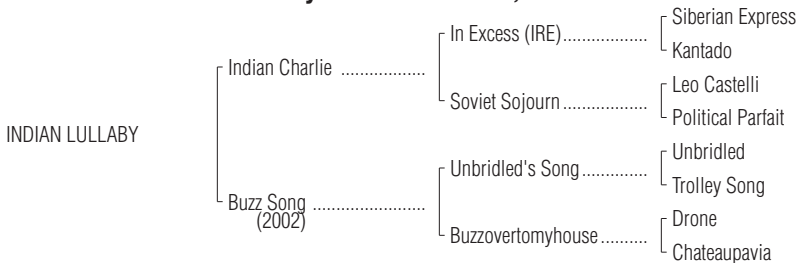 Siberian Express
In Excess (IRE)..................
Kantado
Indian Charlie ..................
Leo Castelli
Soviet Sojourn..................
Political Parfait
INDIAN LULLABY
Unbridled
Unbridled's Song..............
Trolley Song
Buzz Song ........................
(2002)
Drone
Buzzovertomyhouse..........
Chateaupavia